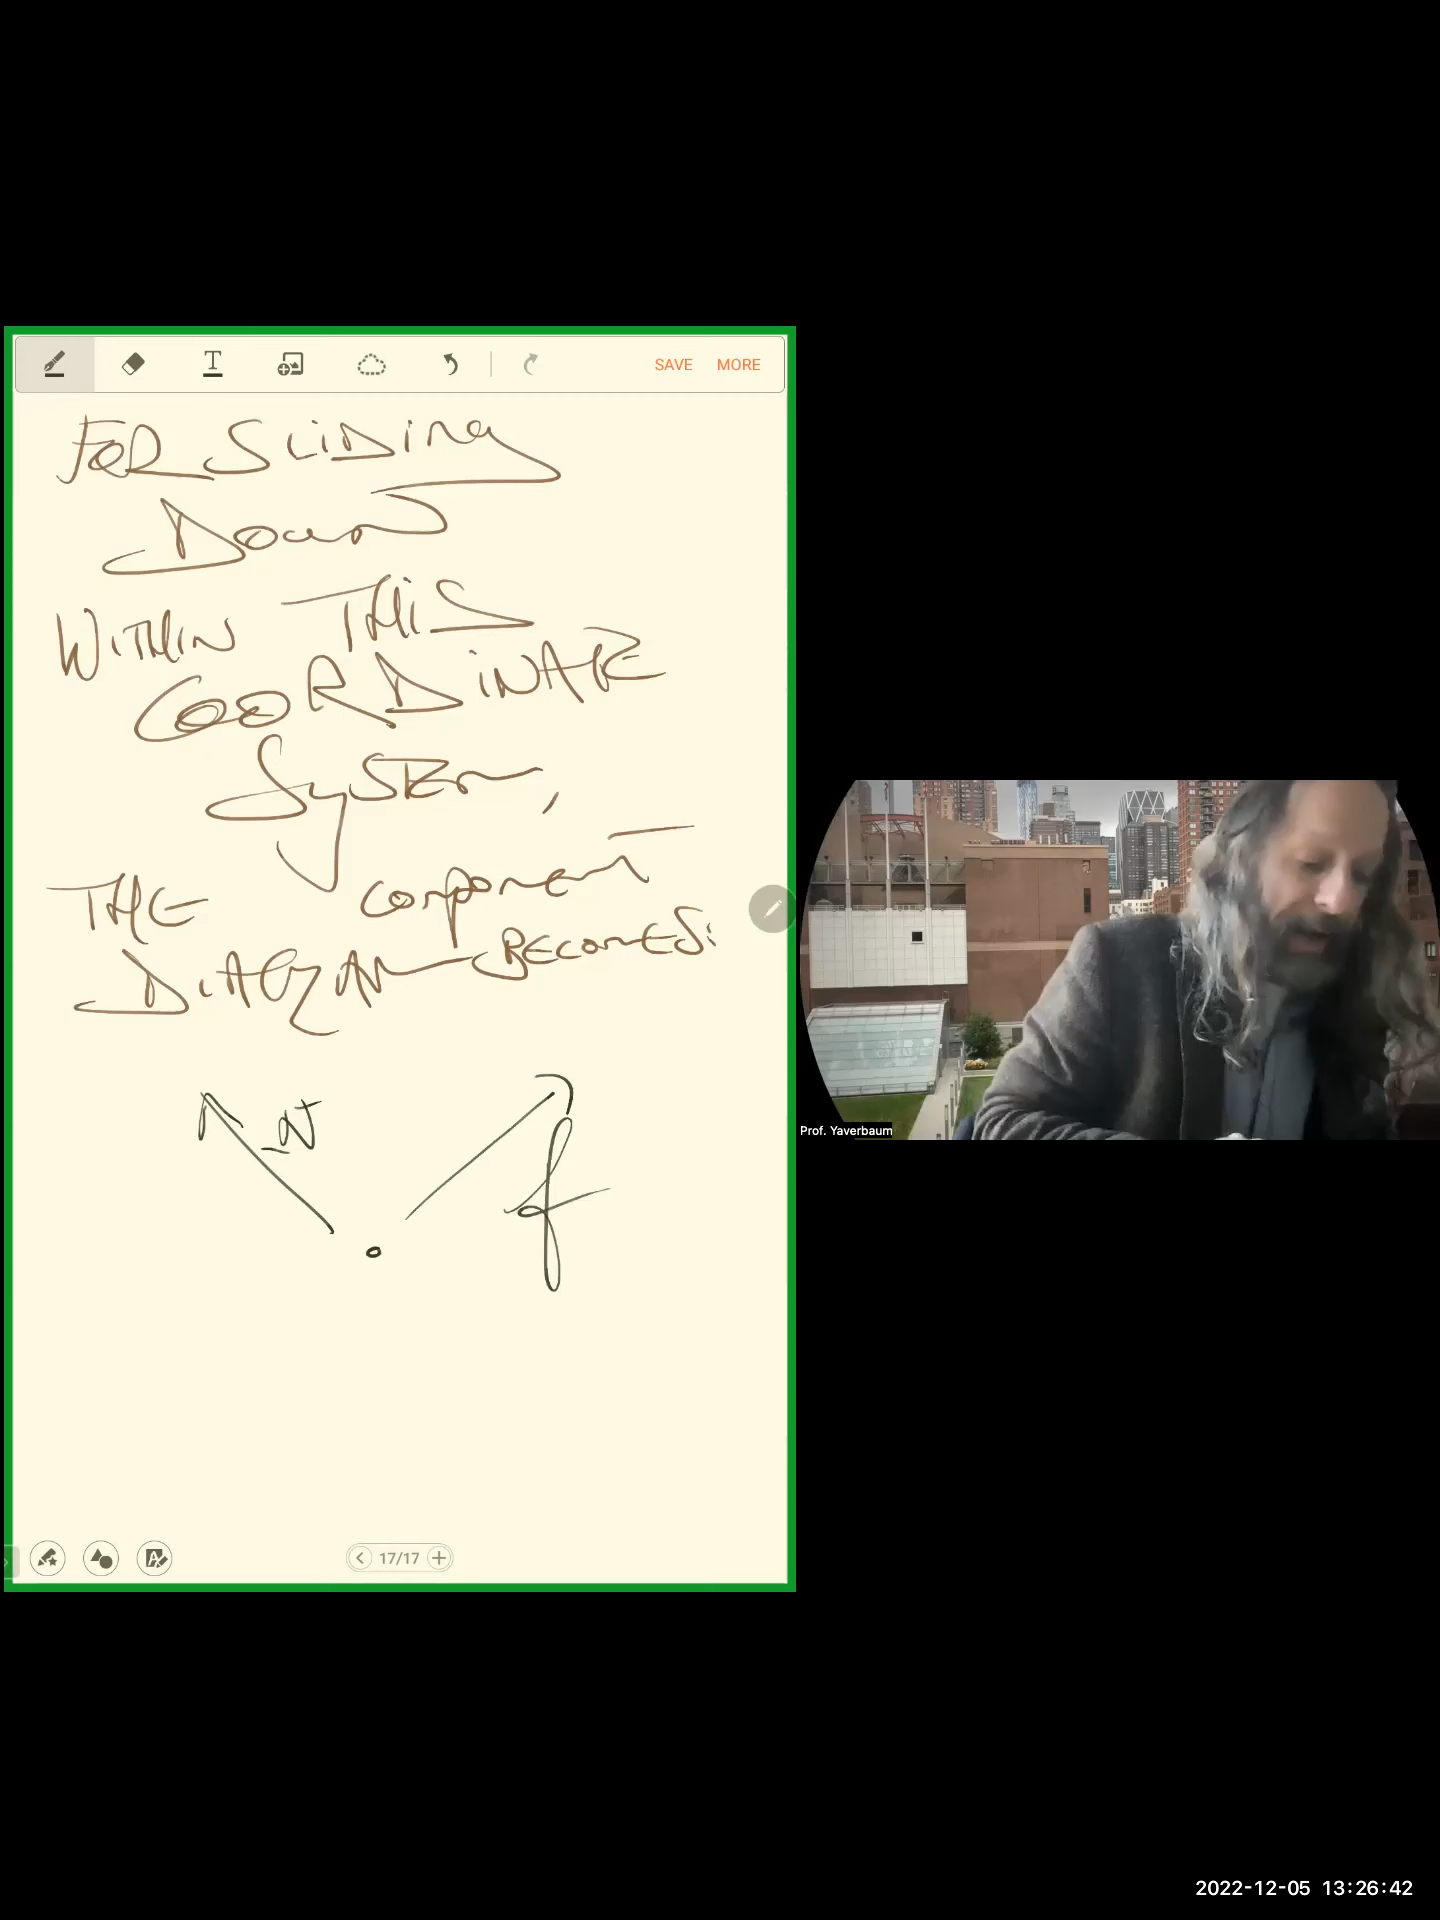 T
SAVE MORE
FOR SLIDING
DOWN
WITHIN THIS
COORDINATE
SYSTEM,
THE component
DIAGRAM BECOMES:
N
f
17/17
A
Prof. Yaverbaum
2022-12-05 13:26:42